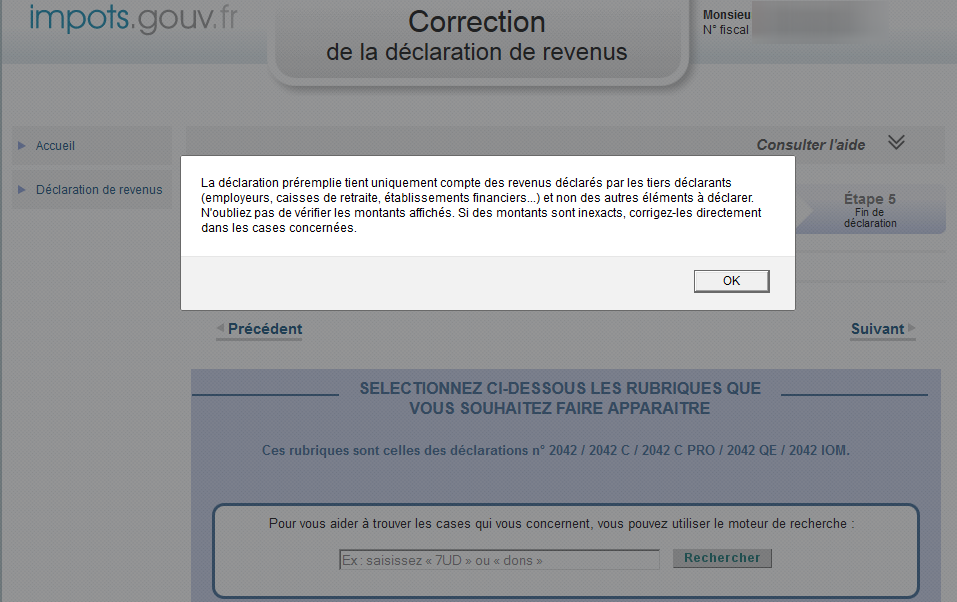 impots.gouv.fr
Correction
de la déclaration de revenus
Monsieu
N° fiscal
Accueil
Déclaration de revenus
Consulter l'aide
La déclaration préremplie tient uniquement compte des revenus déclarés par les tiers déclarants
(employeurs, caisses de retraite, établissements financiers...) et non des autres éléments à déclarer.
N'oubliez pas de vérifier les montants affichés. Si des montants sont inexacts, corrigez-les directement
dans les cases concernées.
OK
Étape 5
Fin de
déclaration
Précédent
Suivant
SELECTIONNEZ CI-DESSOUS LES RUBRIQUES QUE
VOUS SOUHAITEZ FAIRE APPARAITRE
Ces rubriques sont celles des déclarations n° 2042 / 2042 C / 2042 C PRO / 2042 QE / 2042 IOM.
Pour vous aider à trouver les cases qui vous concernent, vous pouvez utiliser le moteur de recherche :
Ex : saisissez « 7UD » ou « dons »
Rechercher